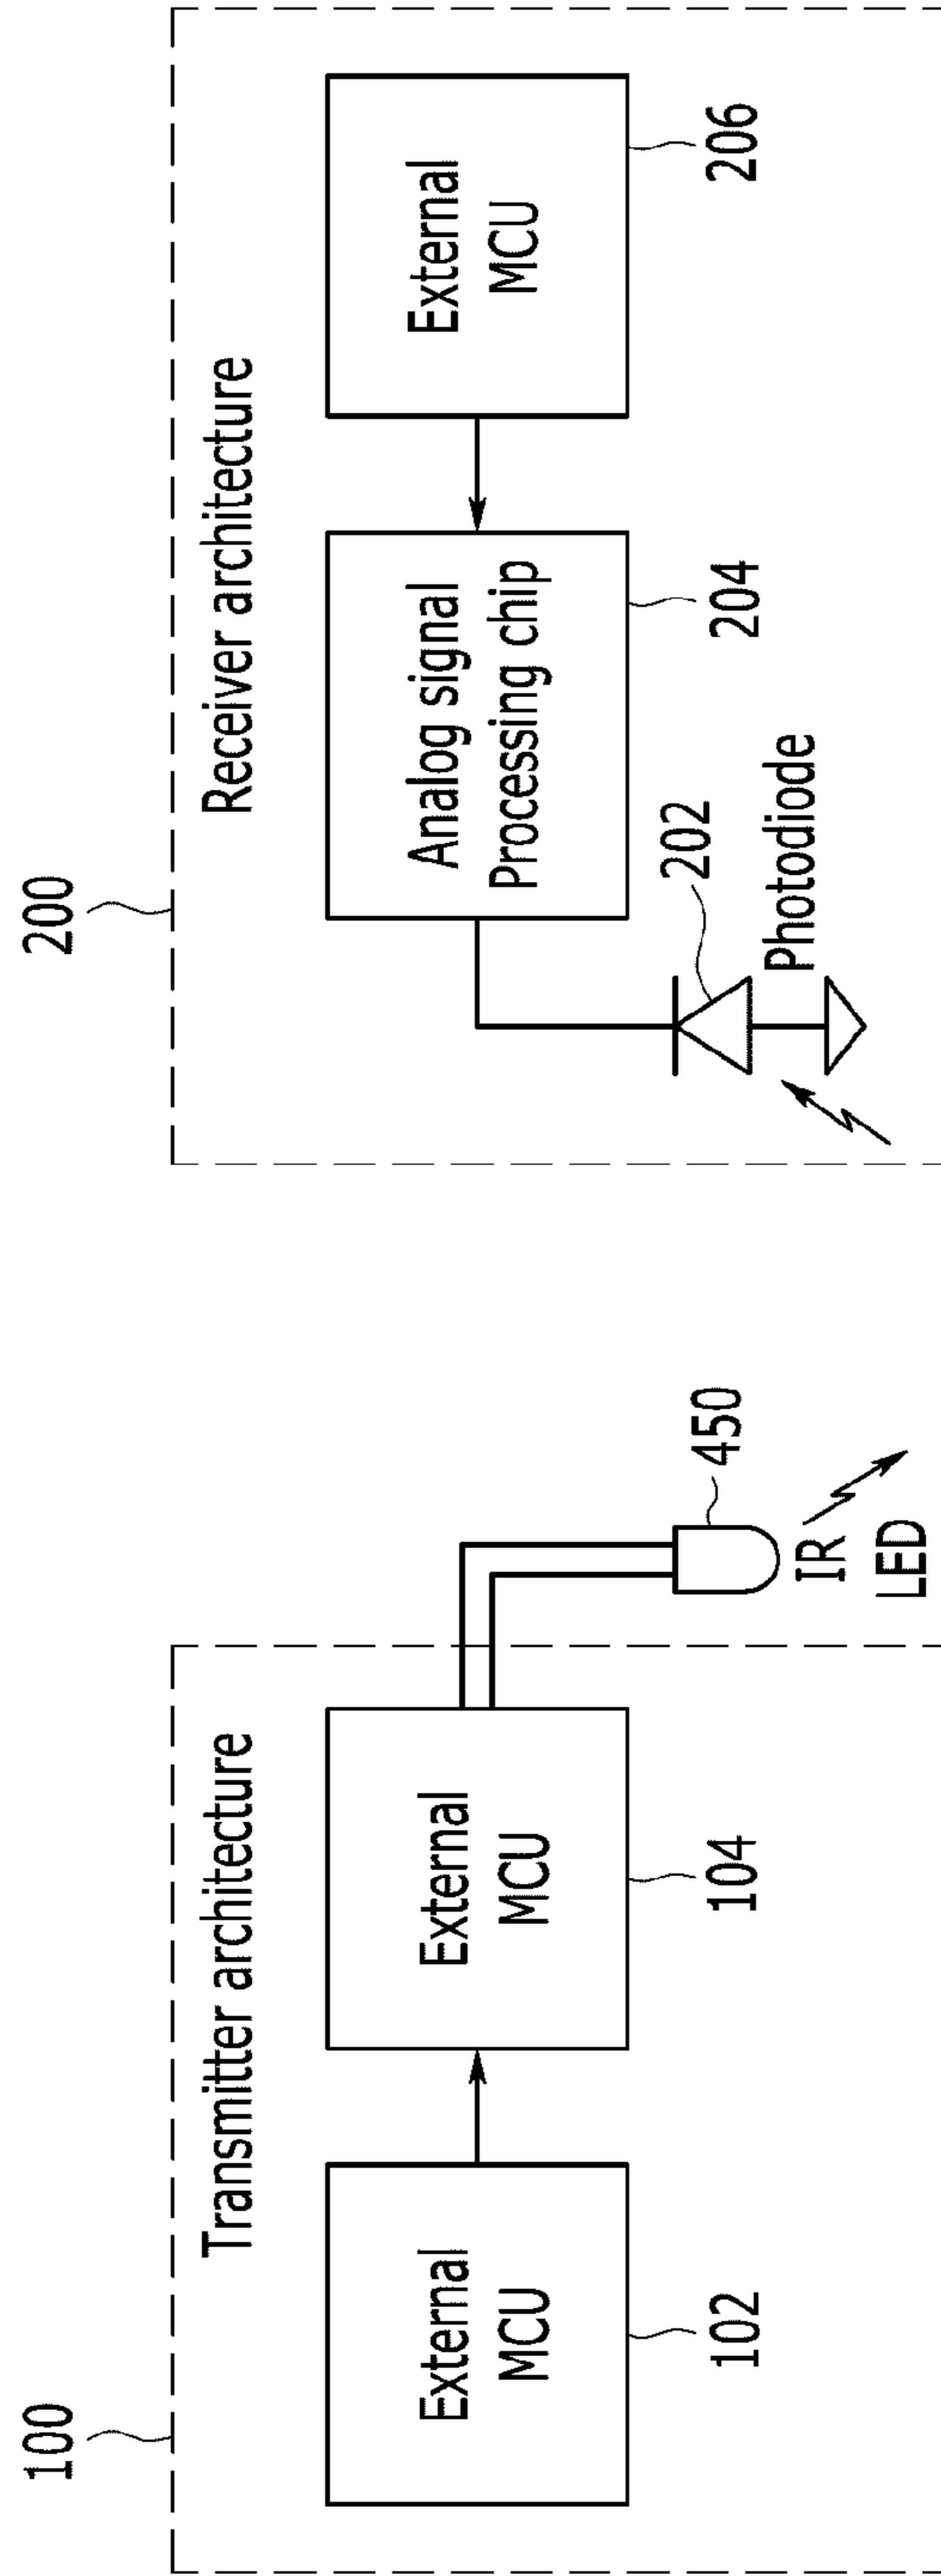 100
Transmitter architecture
External
MCU
102
External
MCU
104
450
IR
LED
200
Receiver architecture
Analog signal
Processing chip
204
External
MCU
206
202
Photodiode